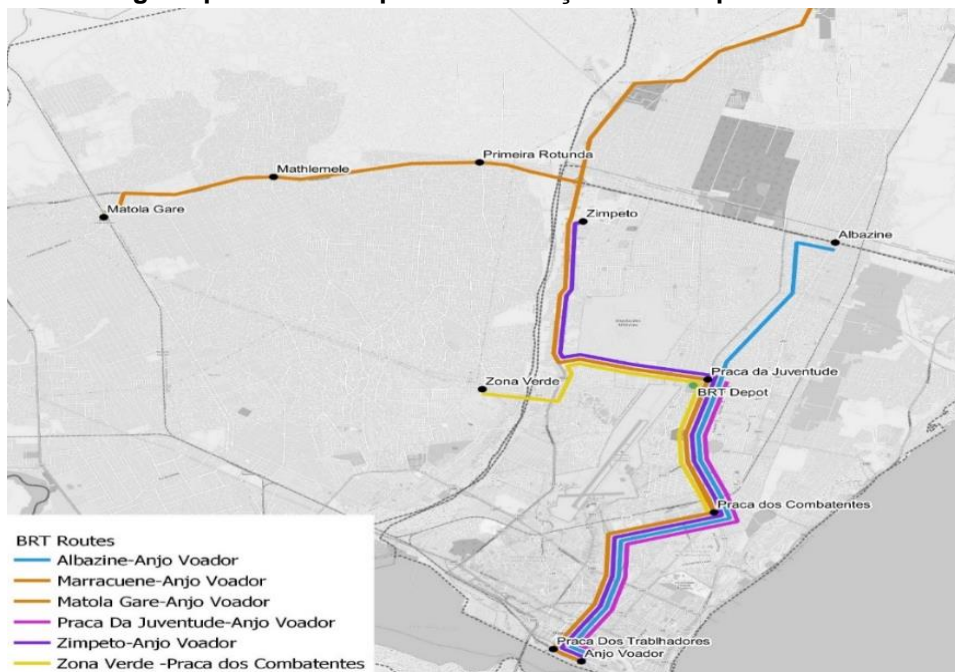 Primeira Rotunda
Mathlemele
Matola Gare
Zimpeto
Albazine
Praca da Juventude
Zona Verde
BRT Depot
Praca dos Combatentes
BRT Routes
Albazine-Anjo Voador
Marracuene-Anjo Voador
Matola Gare-Anjo Voador
Praca Da Juventude-Anjo Voador
Zimpeto-Anjo Voador
Zona Verde -Praca dos Combatentes
Praca Dos Trablhadores
Anjo Voador